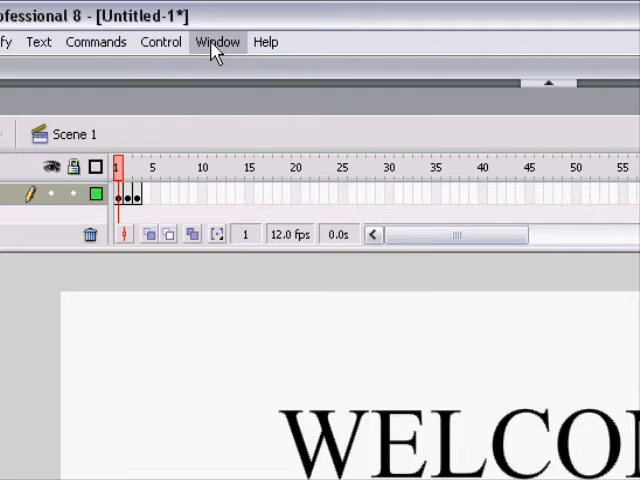 ofessional 8 - [Untitled-1*]
fy Text Commands Control Window Help
Scene 1
1 5 10 15 20 25 30 35 40 45 50 55
1 12.0 fps 0.0s
WELCO